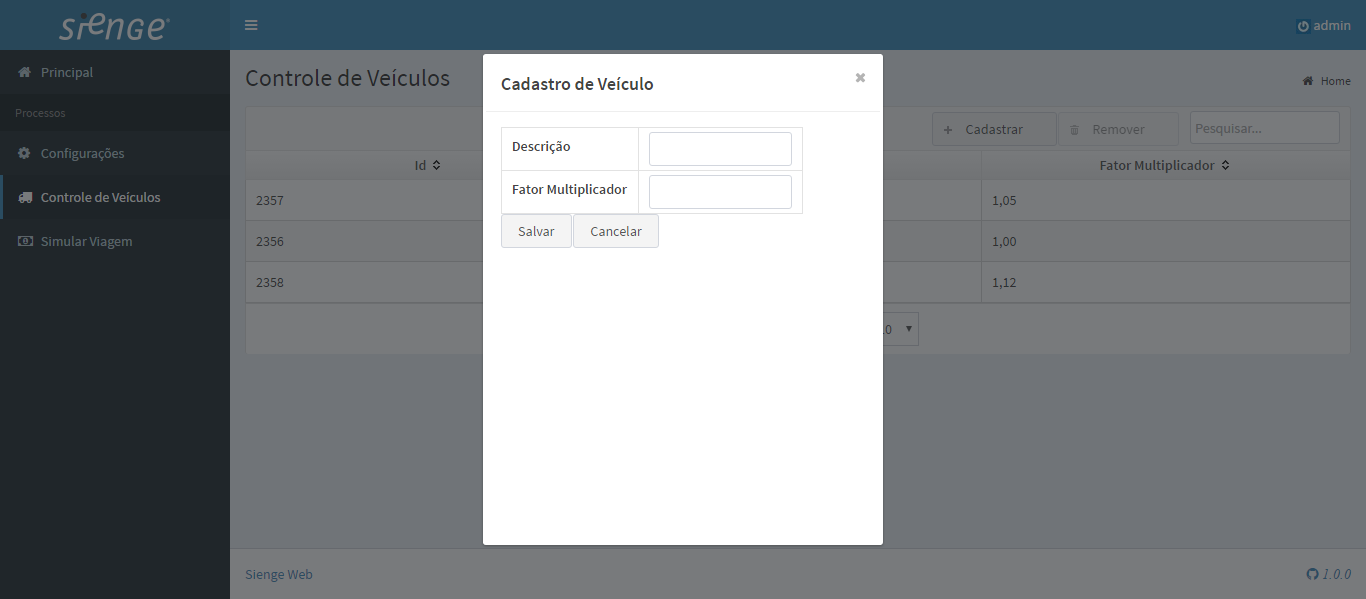 sienge
admin
Principal
Processos
Configurações
Controle de Veículos
Simular Viagem
Controle de Veículos
Home
Cadastrar
Remover
Pesquisar...
Id
Fator Multiplicador
2357
1,05
2356
1,00
2358
1,12
Cadastro de Veículo
Descrição
Fator Multiplicador
Salvar
Cancelar
Sienge Web
1.0.0